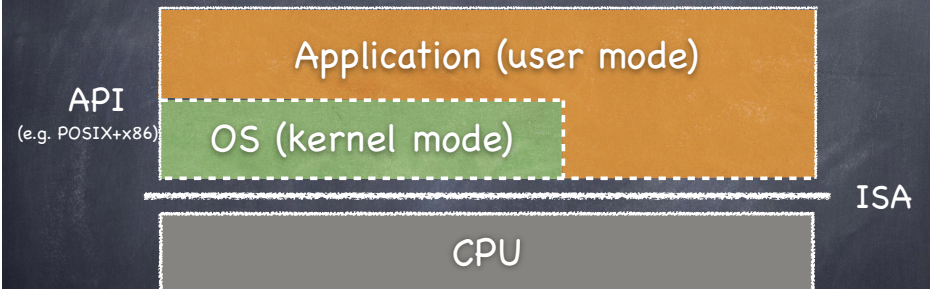 Application (user mode)
API
(e.g. POSIX+x86)
OS (kernel mode)
ISA
CPU